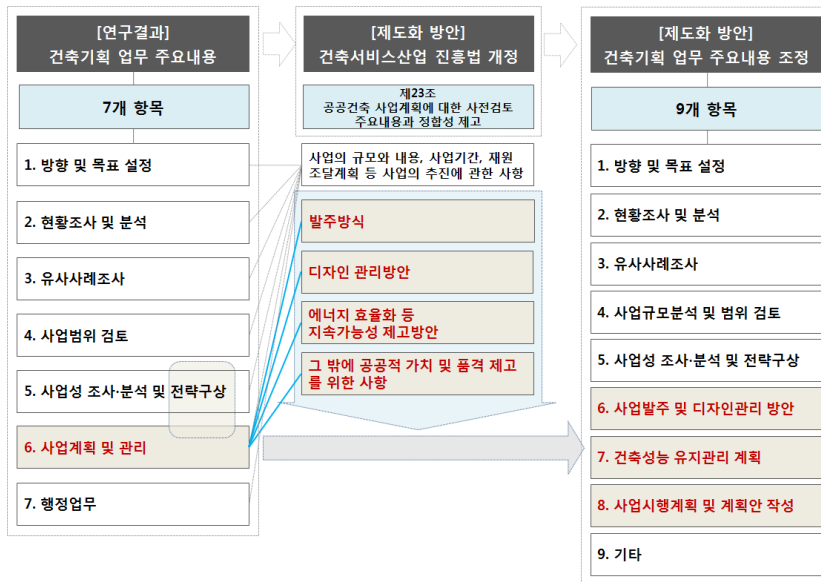 [연구결과]
건축기획 업무 주요내용
7개 항목
1. 방향 및 목표 설정
2. 현황조사 및 분석
3. 유사사례조사
4. 사업범위 검토
5. 사업성 조사·분석 및 전략구상
6. 사업계획 및 관리
7. 행정업무
[제도화 방안]
건축서비스산업 진흥법 개정
제23조
공공건축 사업계획에 대한 사전검토
주요내용과 정합성 제고
사업의 규모와 내용, 사업기간, 재원
조달계획 등 사업의 추진에 관한 사항
발주방식
디자인 관리방안
에너지 효율화 등
지속가능성 제고방안
그 밖에 공공적 가치 및 품격 제고
를 위한 사항
[제도화 방안]
건축기획 업무 주요내용 조정
9개 항목
1. 방향 및 목표 설정
2. 현황조사 및 분석
3. 유사사례조사
4. 사업규모분석 및 범위 검토
5. 사업성 조사·분석 및 전략구상
6. 사업발주 및 디자인관리 방안
7. 건축성능 유지관리 계획
8. 사업시행계획 및 계획안 작성
9. 기타